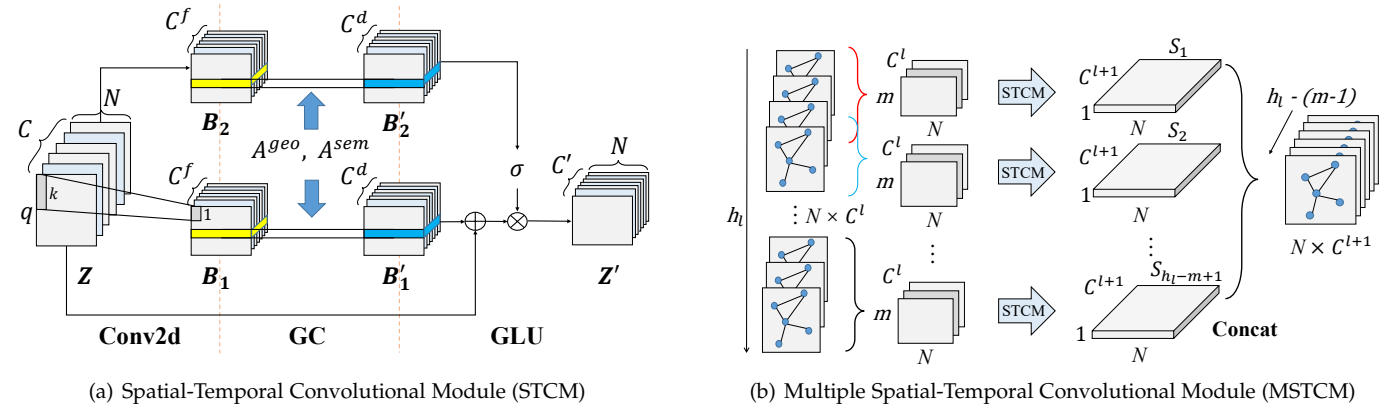 C^f
C^d
N
C
k
q
Z
B_2
B'_2
A^{geo}, A^{sem}
C^f
C^d
1
B_1
B'_1
σ
C'
N
Z'
Conv2d
GC
GLU
(a) Spatial-Temporal Convolutional Module (STCM)
h_l
⋮ N × C^l
C^l
m
N
STCM
C^{l+1}
S_1
1
N
C^l
m
N
STCM
C^{l+1}
S_2
1
N
⋮
⋮
C^l
m
N
STCM
C^{l+1}
S_{h_l-m+1}
1
N
Concat
h_l - (m-1)
N × C^{l+1}
(b) Multiple Spatial-Temporal Convolutional Module (MSTCM)